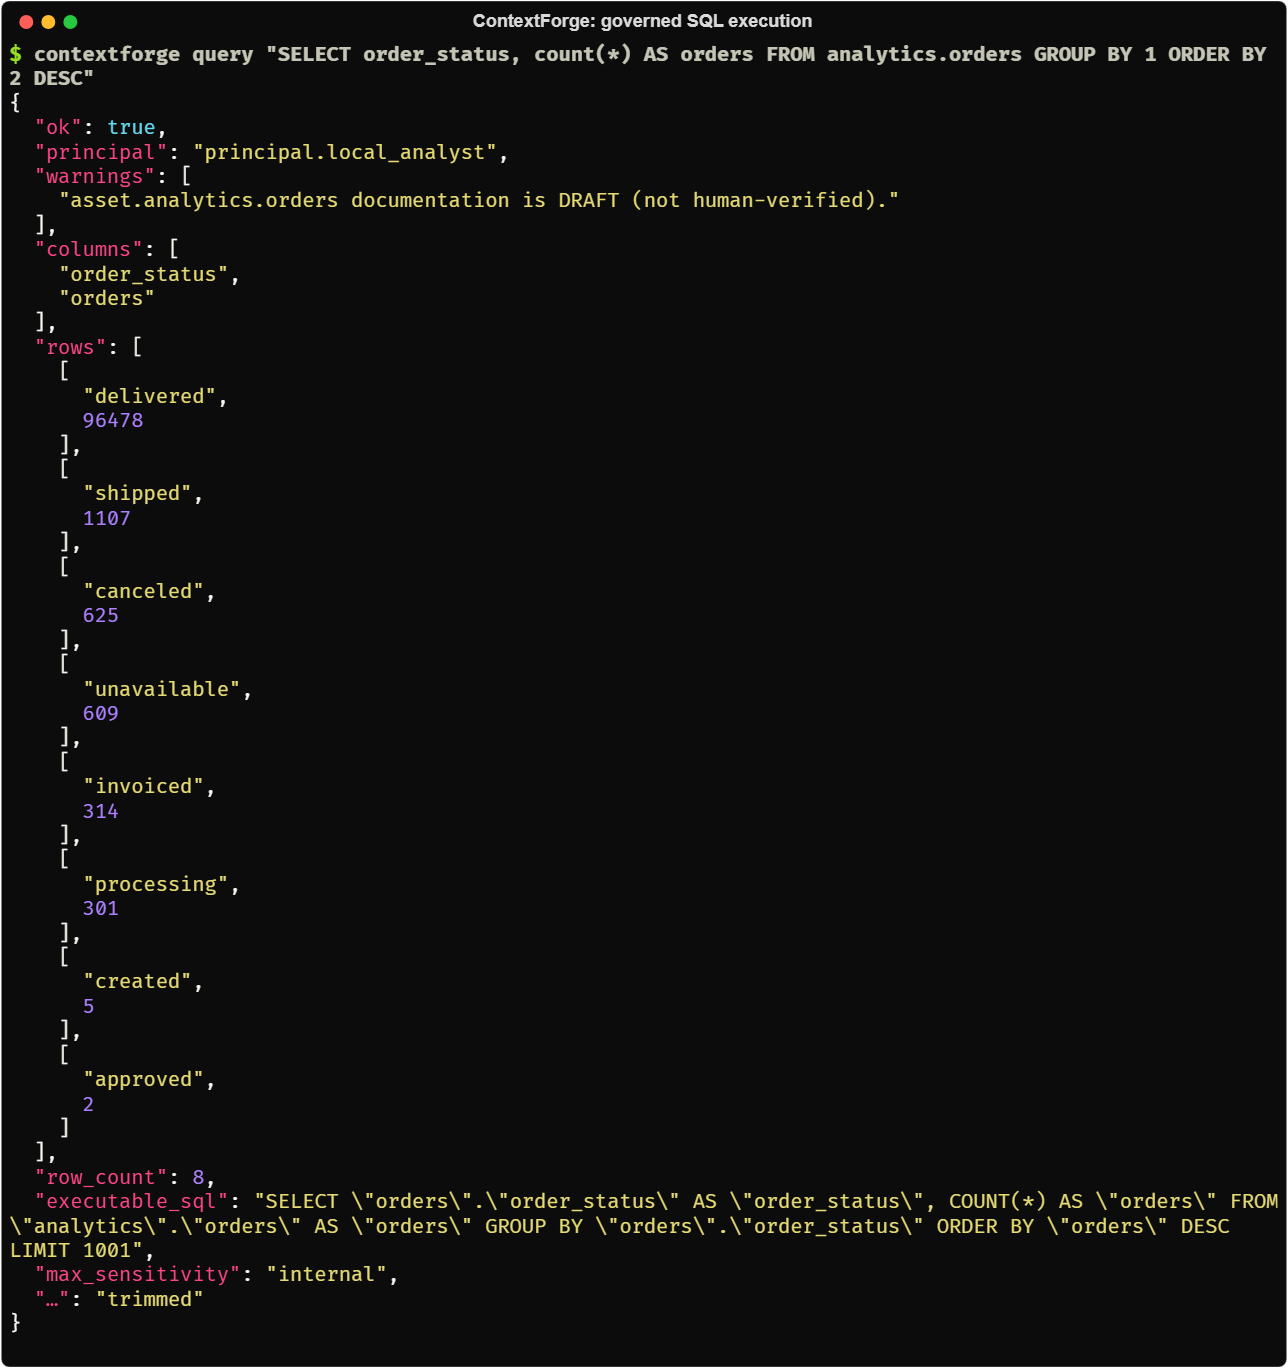 ContextForge: governed SQL execution
$ contextforge query "SELECT order_status, count(*) AS orders FROM analytics.orders GROUP BY 1 ORDER BY
2 DESC"
{
  "ok": true,
  "principal": "principal.local_analyst",
  "warnings": [
    "asset.analytics.orders documentation is DRAFT (not human-verified)."
  ],
  "columns": [
    "order_status",
    "orders"
  ],
  "rows": [
    [
      "delivered",
      96478
    ],
    [
      "shipped",
      1107
    ],
    [
      "canceled",
      625
    ],
    [
      "unavailable",
      609
    ],
    [
      "invoiced",
      314
    ],
    [
      "processing",
      301
    ],
    [
      "created",
      5
    ],
    [
      "approved",
      2
    ]
  ],
  "row_count": 8,
  "executable_sql": "SELECT \"orders\".\"order_status\" AS \"order_status\", COUNT(*) AS \"orders\" FROM
\"analytics\".\"orders\" AS \"orders\" GROUP BY \"orders\".\"order_status\" ORDER BY \"orders\" DESC
LIMIT 1001",
  "max_sensitivity": "internal",
  "…": "trimmed"
}